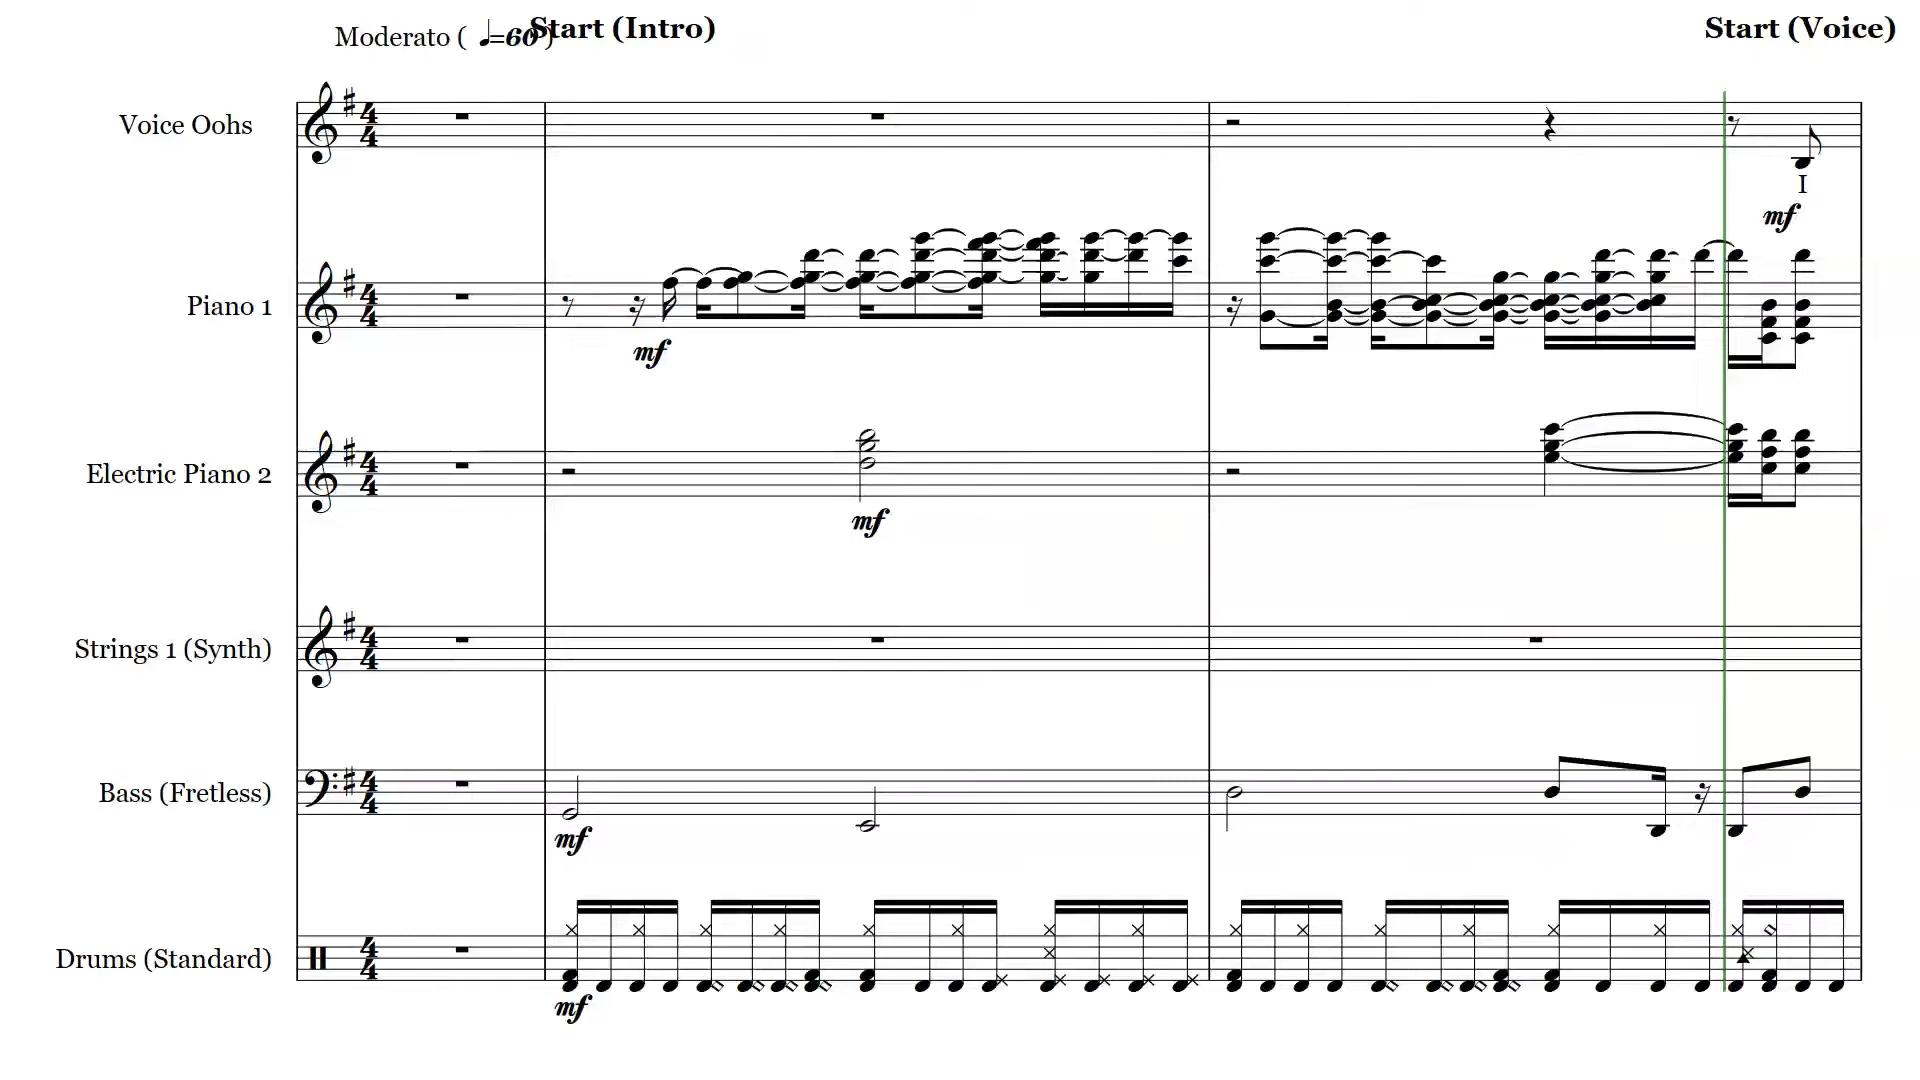 Start (Intro) Start (Voice)
Moderato ( ♩=60 )
Voice Oohs
I
mf
Piano 1
mf
Electric Piano 2
mf
Strings 1 (Synth)
Bass (Fretless)
mf
Drums (Standard)
mf